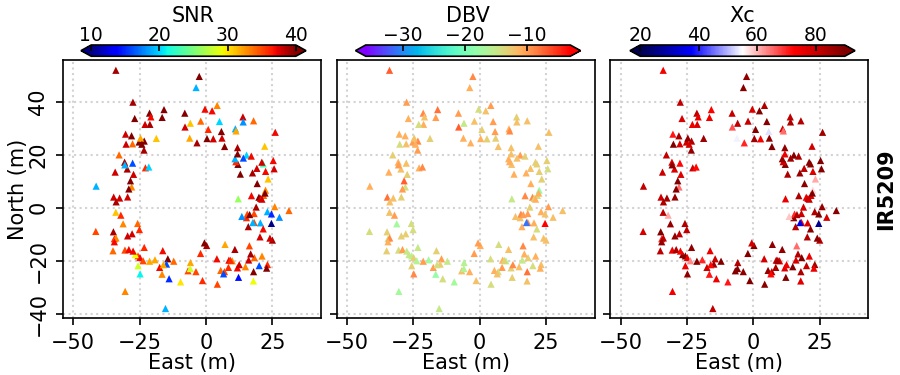 SNR DBV Xc
10 20 30 40 −30 −20 −10 20 40 60 80
40
20
0
−20
−40
North (m)
IR5209
−50 −25 0 25 −50 −25 0 25 −50 −25 0 25
East (m) East (m) East (m)